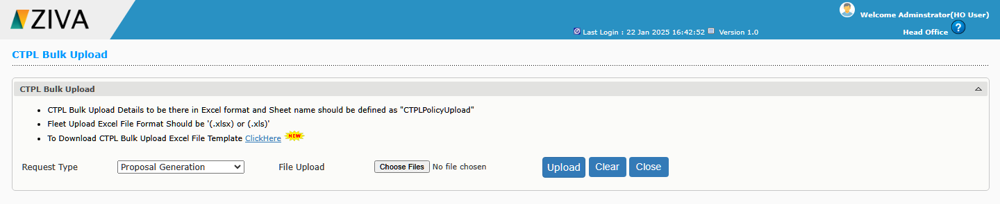 ZIVA
Welcome Adminstrator(HO User)
Last Login : 22 Jan 2025 16:42:52 Version 1.0
Head Office ?
CTPL Bulk Upload
CTPL Bulk Upload
CTPL Bulk Upload Details to be there in Excel format and Sheet name should be defined as "CTPLPolicyUpload"
Fleet Upload Excel File Format Should be '(.xlsx) or (.xls)'
To Download CTPL Bulk Upload Excel File Template ClickHere NEW
Request Type Proposal Generation File Upload Choose Files No file chosen Upload Clear Close